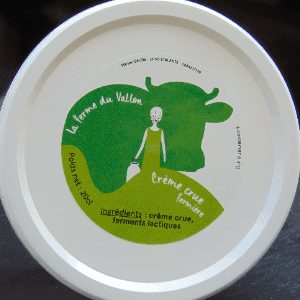 La Ferme du Vallon
Poids net : 20cl
Crème crue
fermière
Ingrédients : crème crue,
ferments lactiques